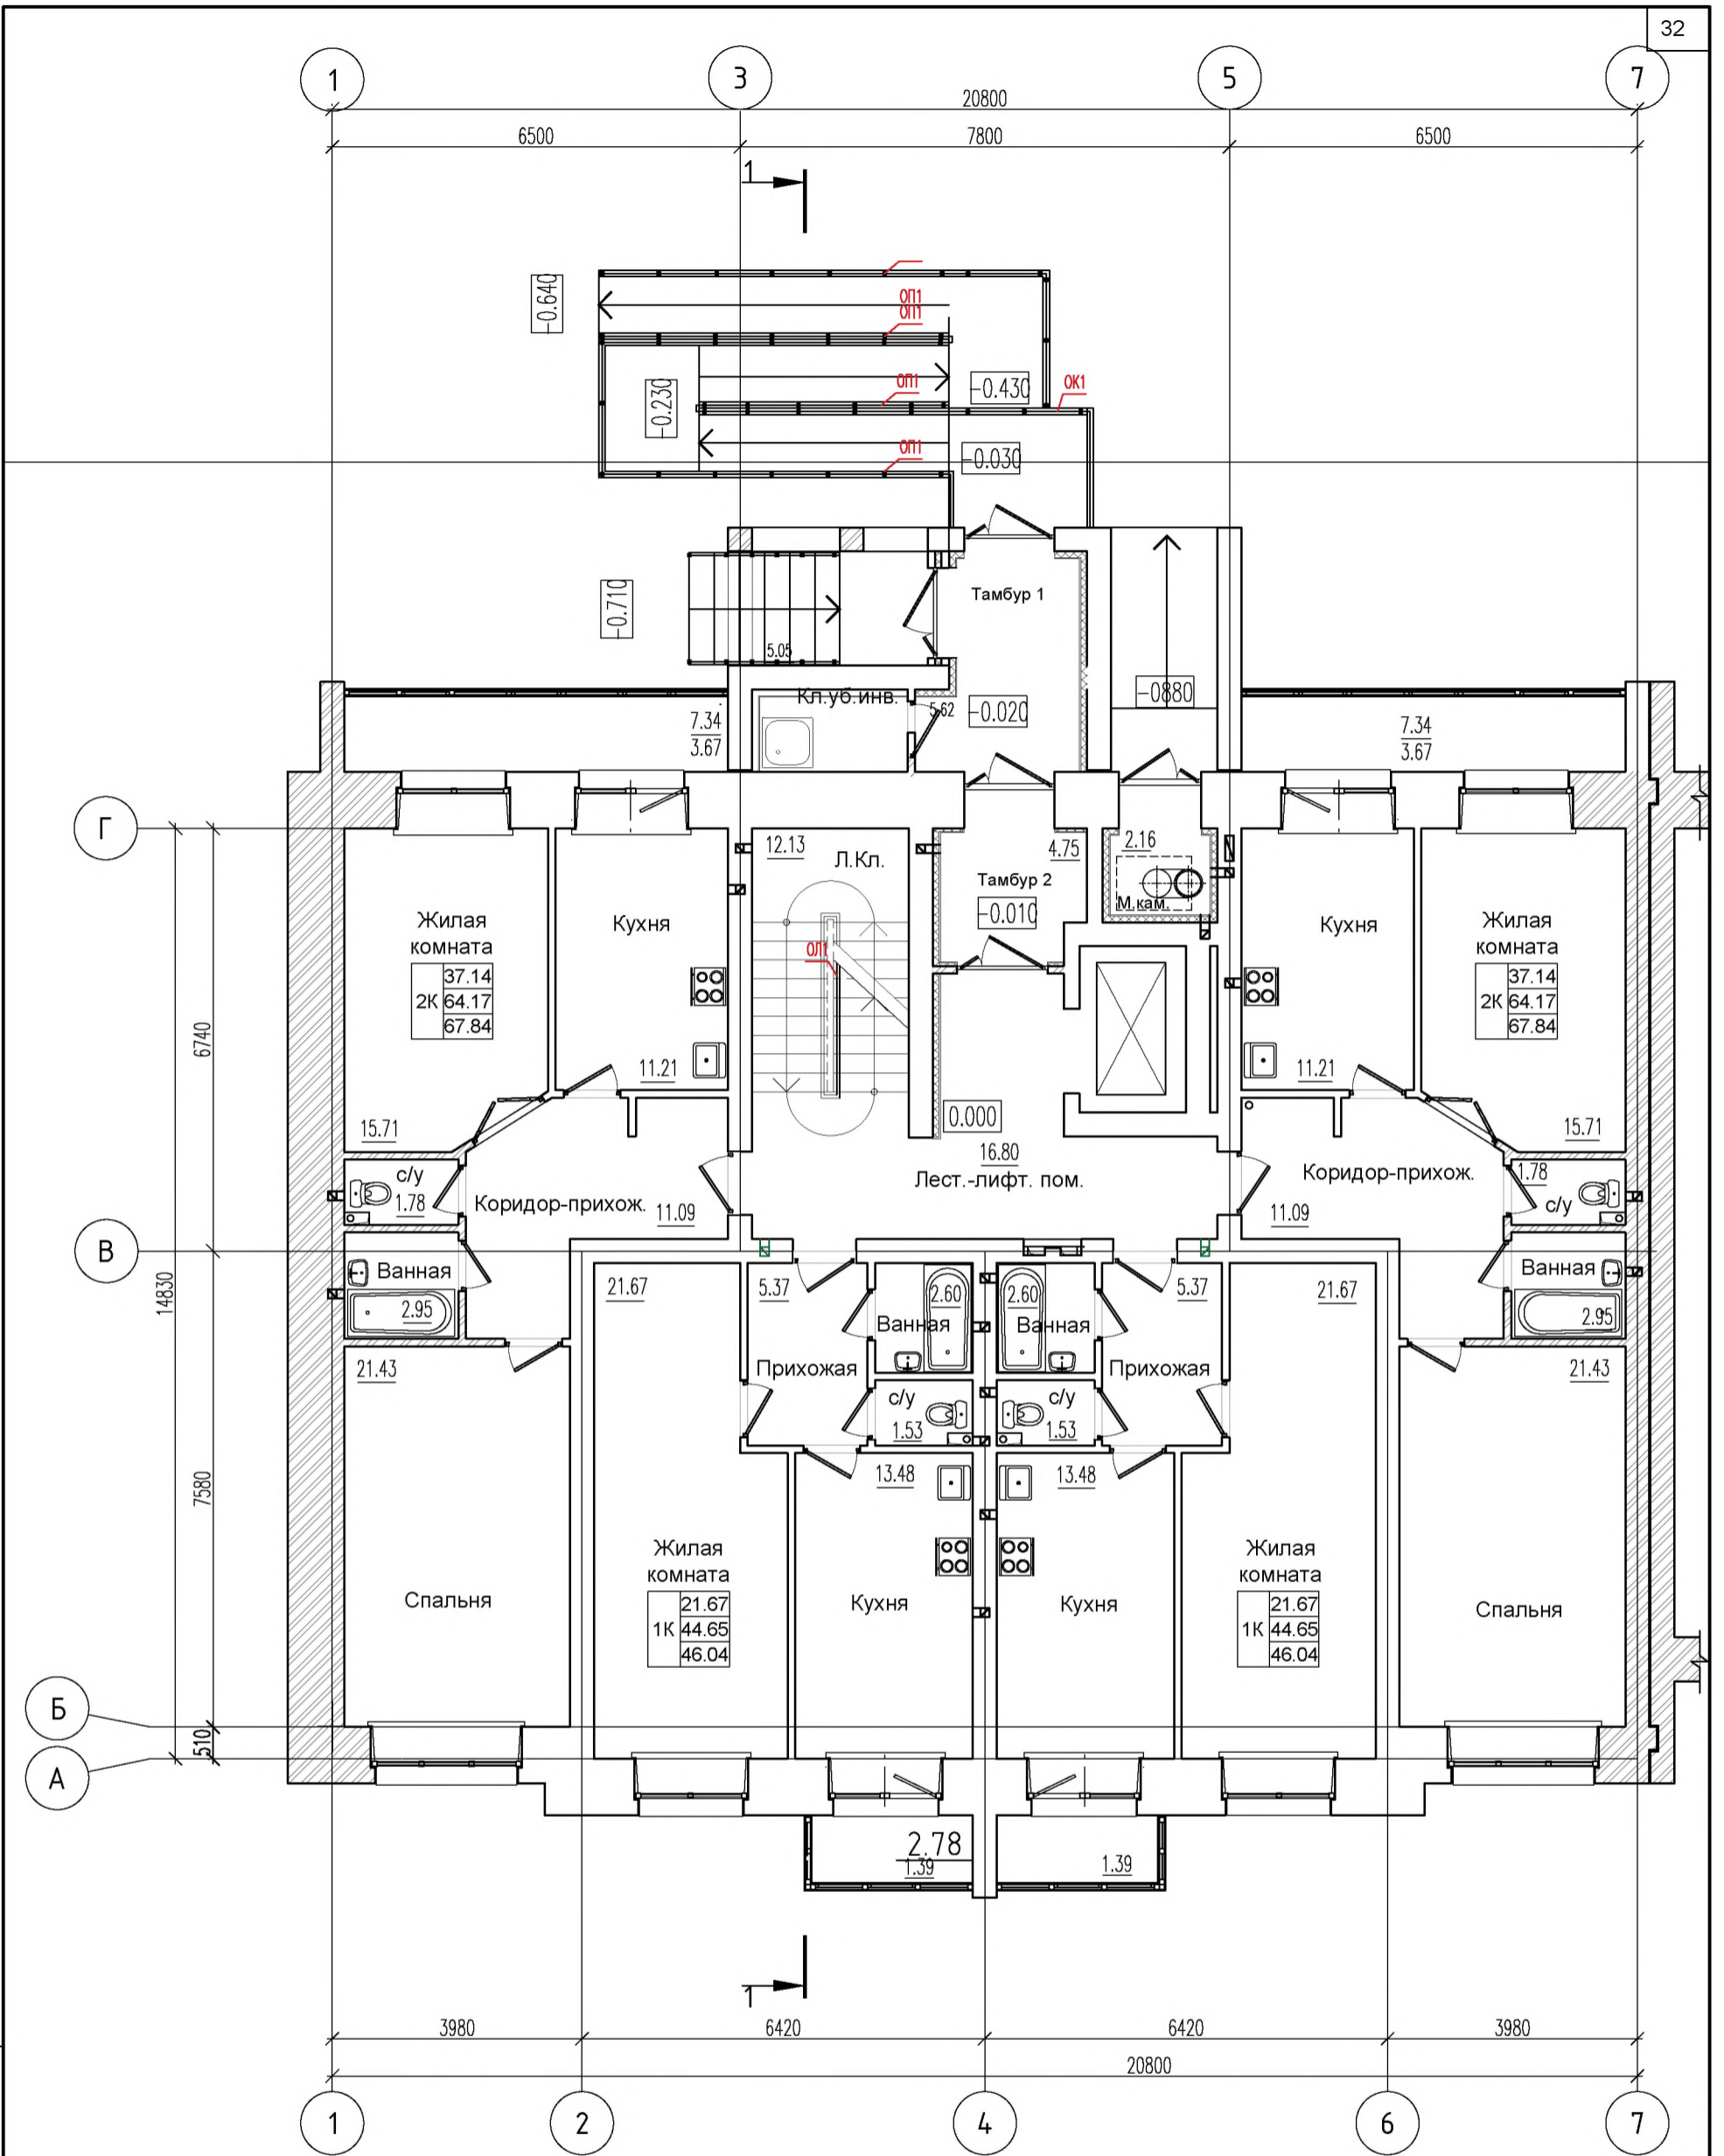 32
1
3
5
7
20800
6500
7800
6500
1
-0.640
ОП1
ОП1
-0.230
ОП1
-0.430
ОК1
ОП1
-0.030
-0.710
Тамбур 1
5.05
Кл.уб.инв.
5.62
-0.020
-0880
7.34
3.67
7.34
3.67
Г
12.13
Л.Кл.
4.75
2.16
Тамбур 2
М.кам.
-0.010
Жилая
комната
2К
37.14
64.17
67.84
Кухня
ОЛ1
Кухня
Жилая
комната
2К
37.14
64.17
67.84
6740
11.21
11.21
15.71
0.000
15.71
16.80
Лест.-лифт. пом.
с/у
1.78
Коридор-прихож.
11.09
Коридор-прихож.
11.09
1.78
с/у
В
14830
Ванная
2.95
21.67
5.37
2.60
Ванная
2.60
Ванная
5.37
21.67
Ванная
2.95
21.43
Прихожая
Прихожая
21.43
с/у
1.53
с/у
1.53
7580
13.48
13.48
Жилая
комната
1К
21.67
44.65
46.04
Спальня
Кухня
Кухня
Жилая
комната
1К
21.67
44.65
46.04
Спальня
Б
510
А
2.78
1.39
1.39
1
3980
6420
6420
3980
20800
1
2
4
6
7